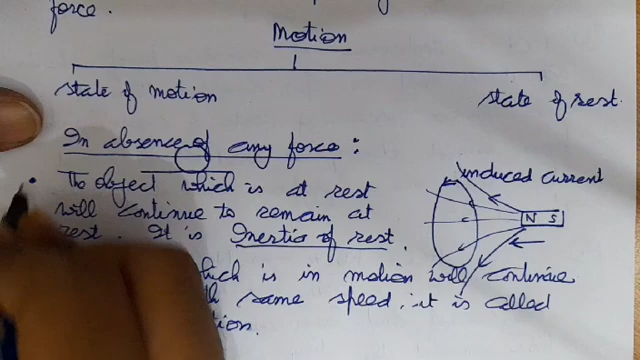 force.
Motion
state of motion
state of rest.
In absence of any force :
• The object which is at rest
will continue to remain at
rest. It is Inertia of rest.
induced current
N S
which is in motion will continue
same speed, it is called